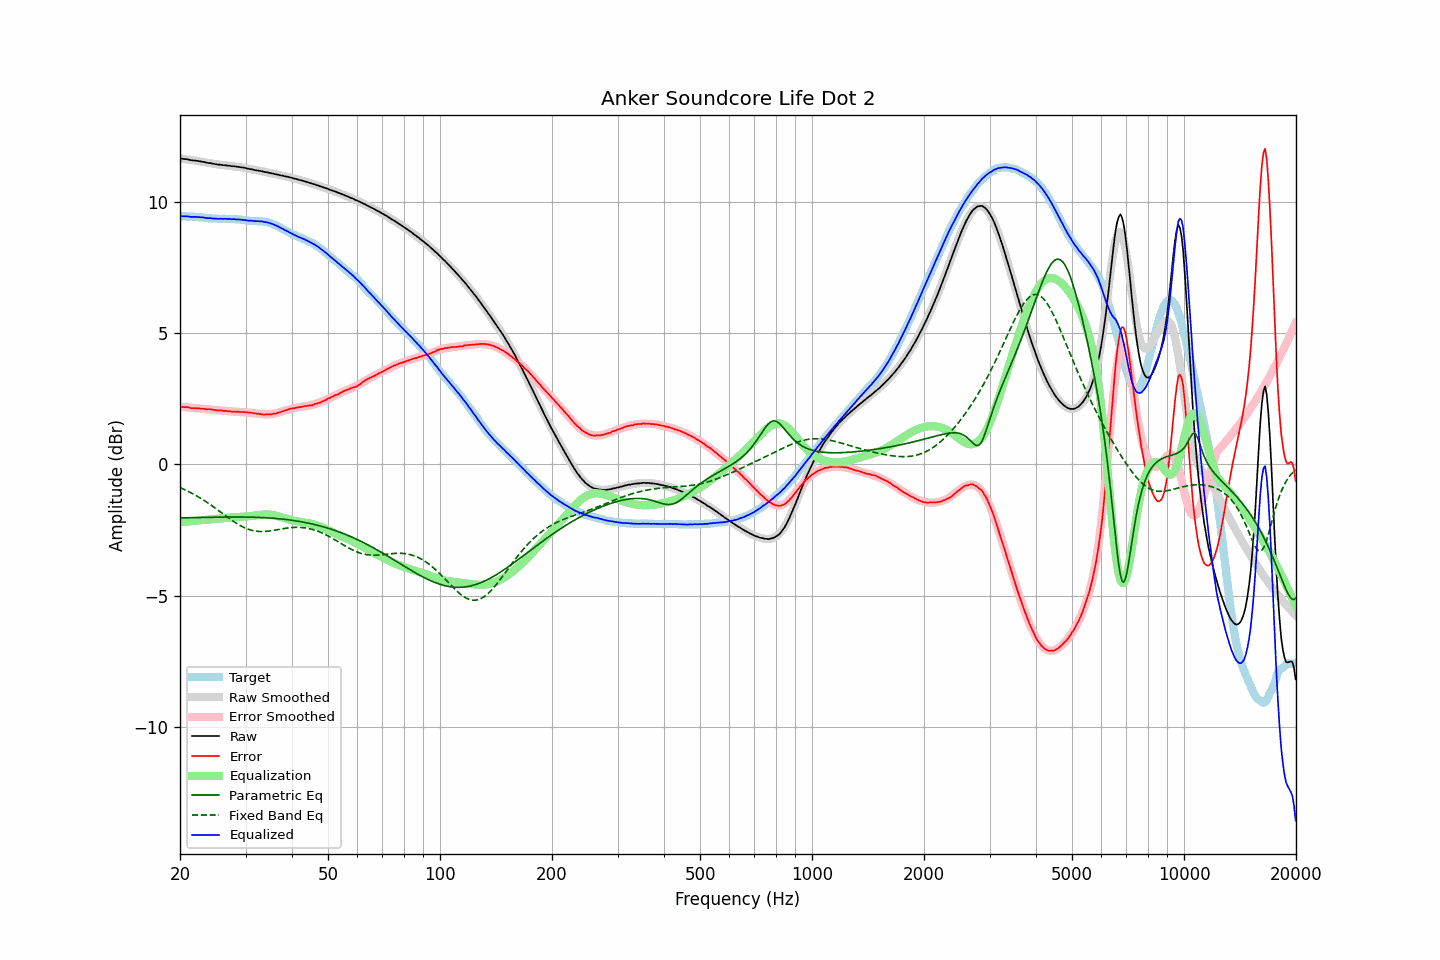 Anker Soundcore Life Dot 2
Amplitude (dBr)
10
5
0
−5
−10
Target
Raw Smoothed
Error Smoothed
Raw
Error
Equalization
Parametric Eq
Fixed Band Eq
Equalized
20 50 100 200 500 1000 2000 5000 10000 20000
Frequency (Hz)